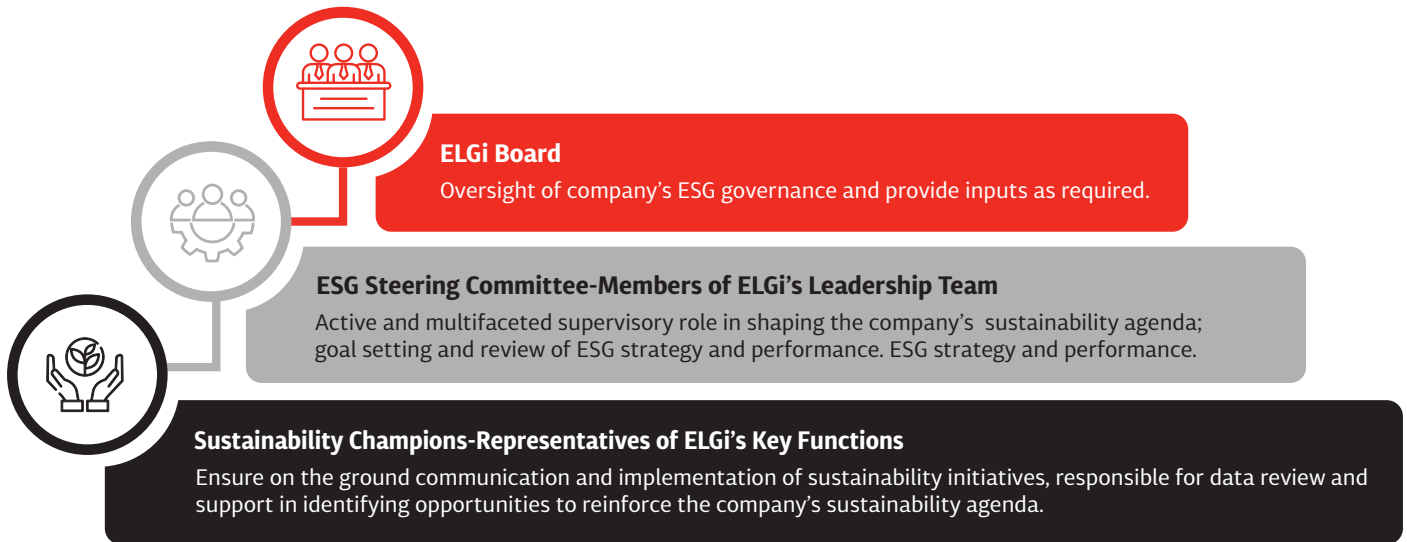 ELGi Board
Oversight of company’s ESG governance and provide inputs as required.
ESG Steering Committee-Members of ELGi’s Leadership Team
Active and multifaceted supervisory role in shaping the company’s  sustainability agenda;
goal setting and review of ESG strategy and performance. ESG strategy and performance.
Sustainability Champions-Representatives of ELGi’s Key Functions
Ensure on the ground communication and implementation of sustainability initiatives, responsible for data review and
support in identifying opportunities to reinforce the company’s sustainability agenda.